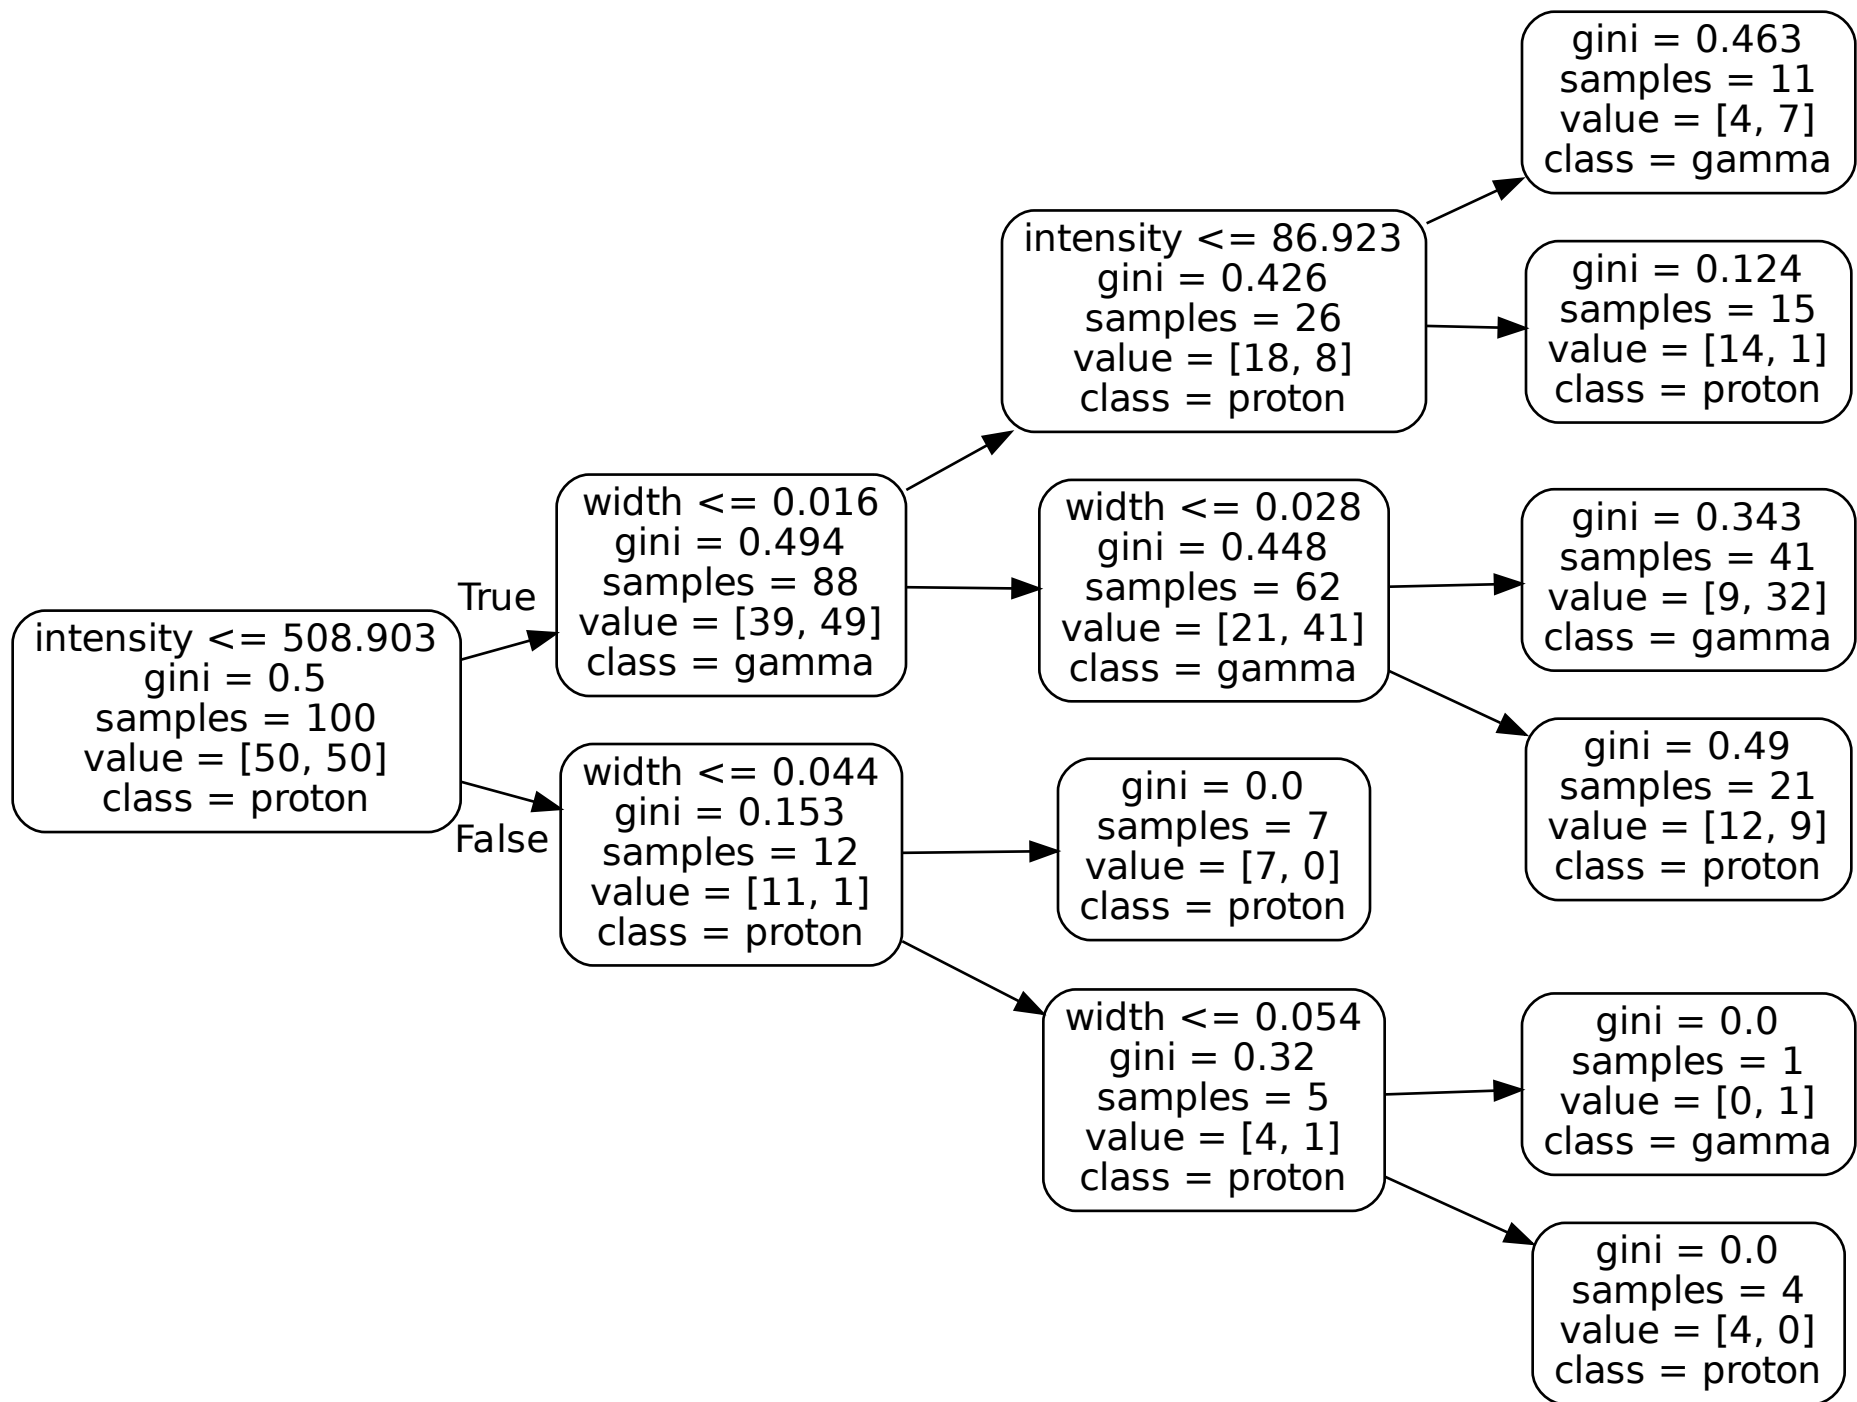 intensity <= 508.903
gini = 0.5
samples = 100
value = [50, 50]
class = proton
True
False
width <= 0.016
gini = 0.494
samples = 88
value = [39, 49]
class = gamma
width <= 0.044
gini = 0.153
samples = 12
value = [11, 1]
class = proton
intensity <= 86.923
gini = 0.426
samples = 26
value = [18, 8]
class = proton
width <= 0.028
gini = 0.448
samples = 62
value = [21, 41]
class = gamma
gini = 0.0
samples = 7
value = [7, 0]
class = proton
width <= 0.054
gini = 0.32
samples = 5
value = [4, 1]
class = proton
gini = 0.463
samples = 11
value = [4, 7]
class = gamma
gini = 0.124
samples = 15
value = [14, 1]
class = proton
gini = 0.343
samples = 41
value = [9, 32]
class = gamma
gini = 0.49
samples = 21
value = [12, 9]
class = proton
gini = 0.0
samples = 1
value = [0, 1]
class = gamma
gini = 0.0
samples = 4
value = [4, 0]
class = proton